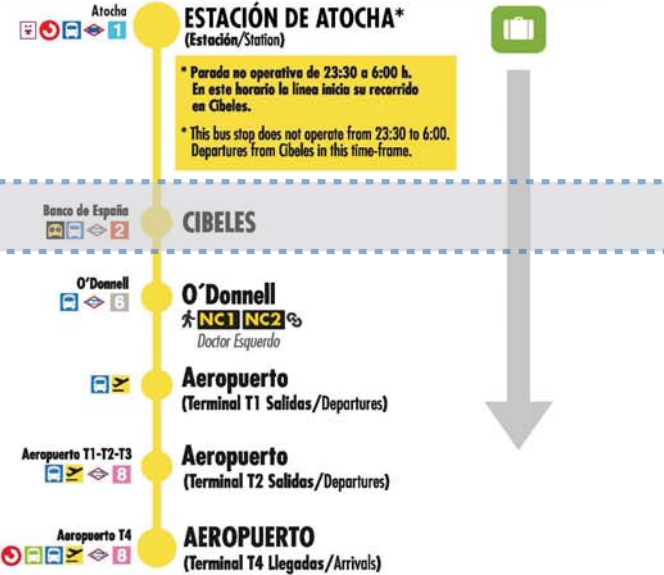 Atocha
1
ESTACIÓN DE ATOCHA*
(Estación/Station)
* Parada no operativa de 23:30 a 6:00 h.
En este horario la línea inicia su recorrido
en Cibeles.
* This bus stop does not operate from 23:30 to 6:00.
Departures from Cibeles in this time-frame.
Banco de España
2
CIBELES
O'Donnell
6
O´Donnell
NC1 NC2
Doctor Esquerdo
Aeropuerto
(Terminal T1 Salidas/Departures)
Aeropuerto T1-T2-T3
8
Aeropuerto
(Terminal T2 Salidas/Departures)
Aeropuerto T4
8
AEROPUERTO
(Terminal T4 Llegadas/Arrivals)